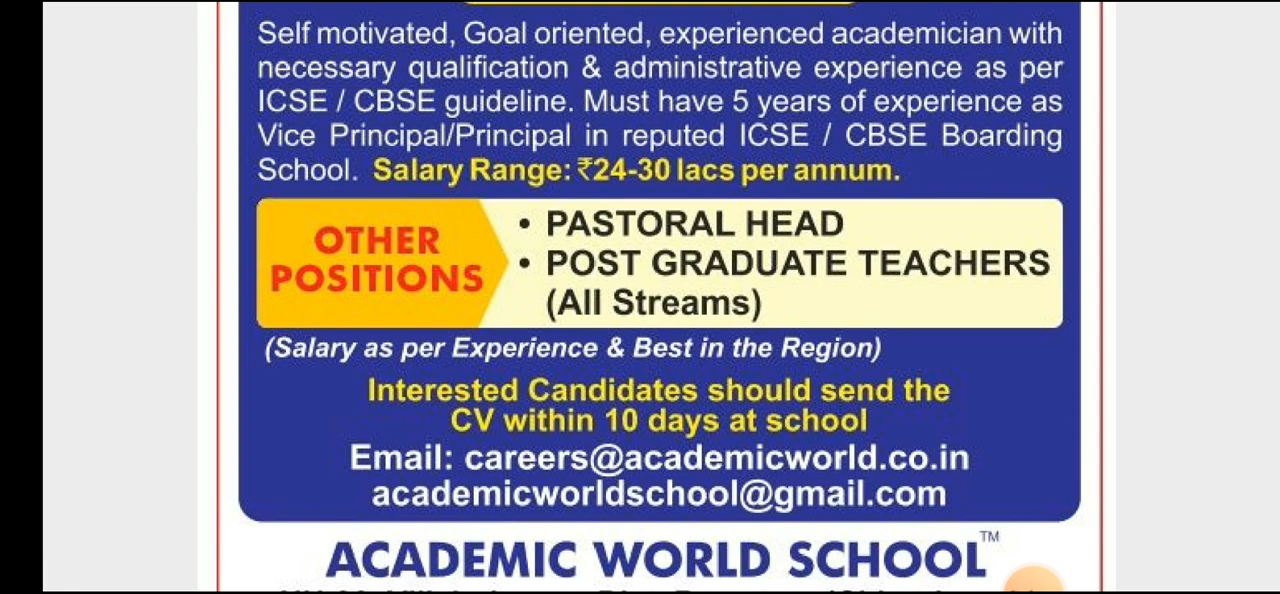 Self motivated, Goal oriented, experienced academician with
necessary qualification & administrative experience as per
ICSE / CBSE guideline. Must have 5 years of experience as
Vice Principal/Principal in reputed ICSE / CBSE Boarding
School. Salary Range: ₹24-30 lacs per annum.
OTHER
POSITIONS
• PASTORAL HEAD
• POST GRADUATE TEACHERS
(All Streams)
(Salary as per Experience & Best in the Region)
Interested Candidates should send the
CV within 10 days at school
Email: careers@academicworld.co.in
academicworldschool@gmail.com
ACADEMIC WORLD SCHOOL™